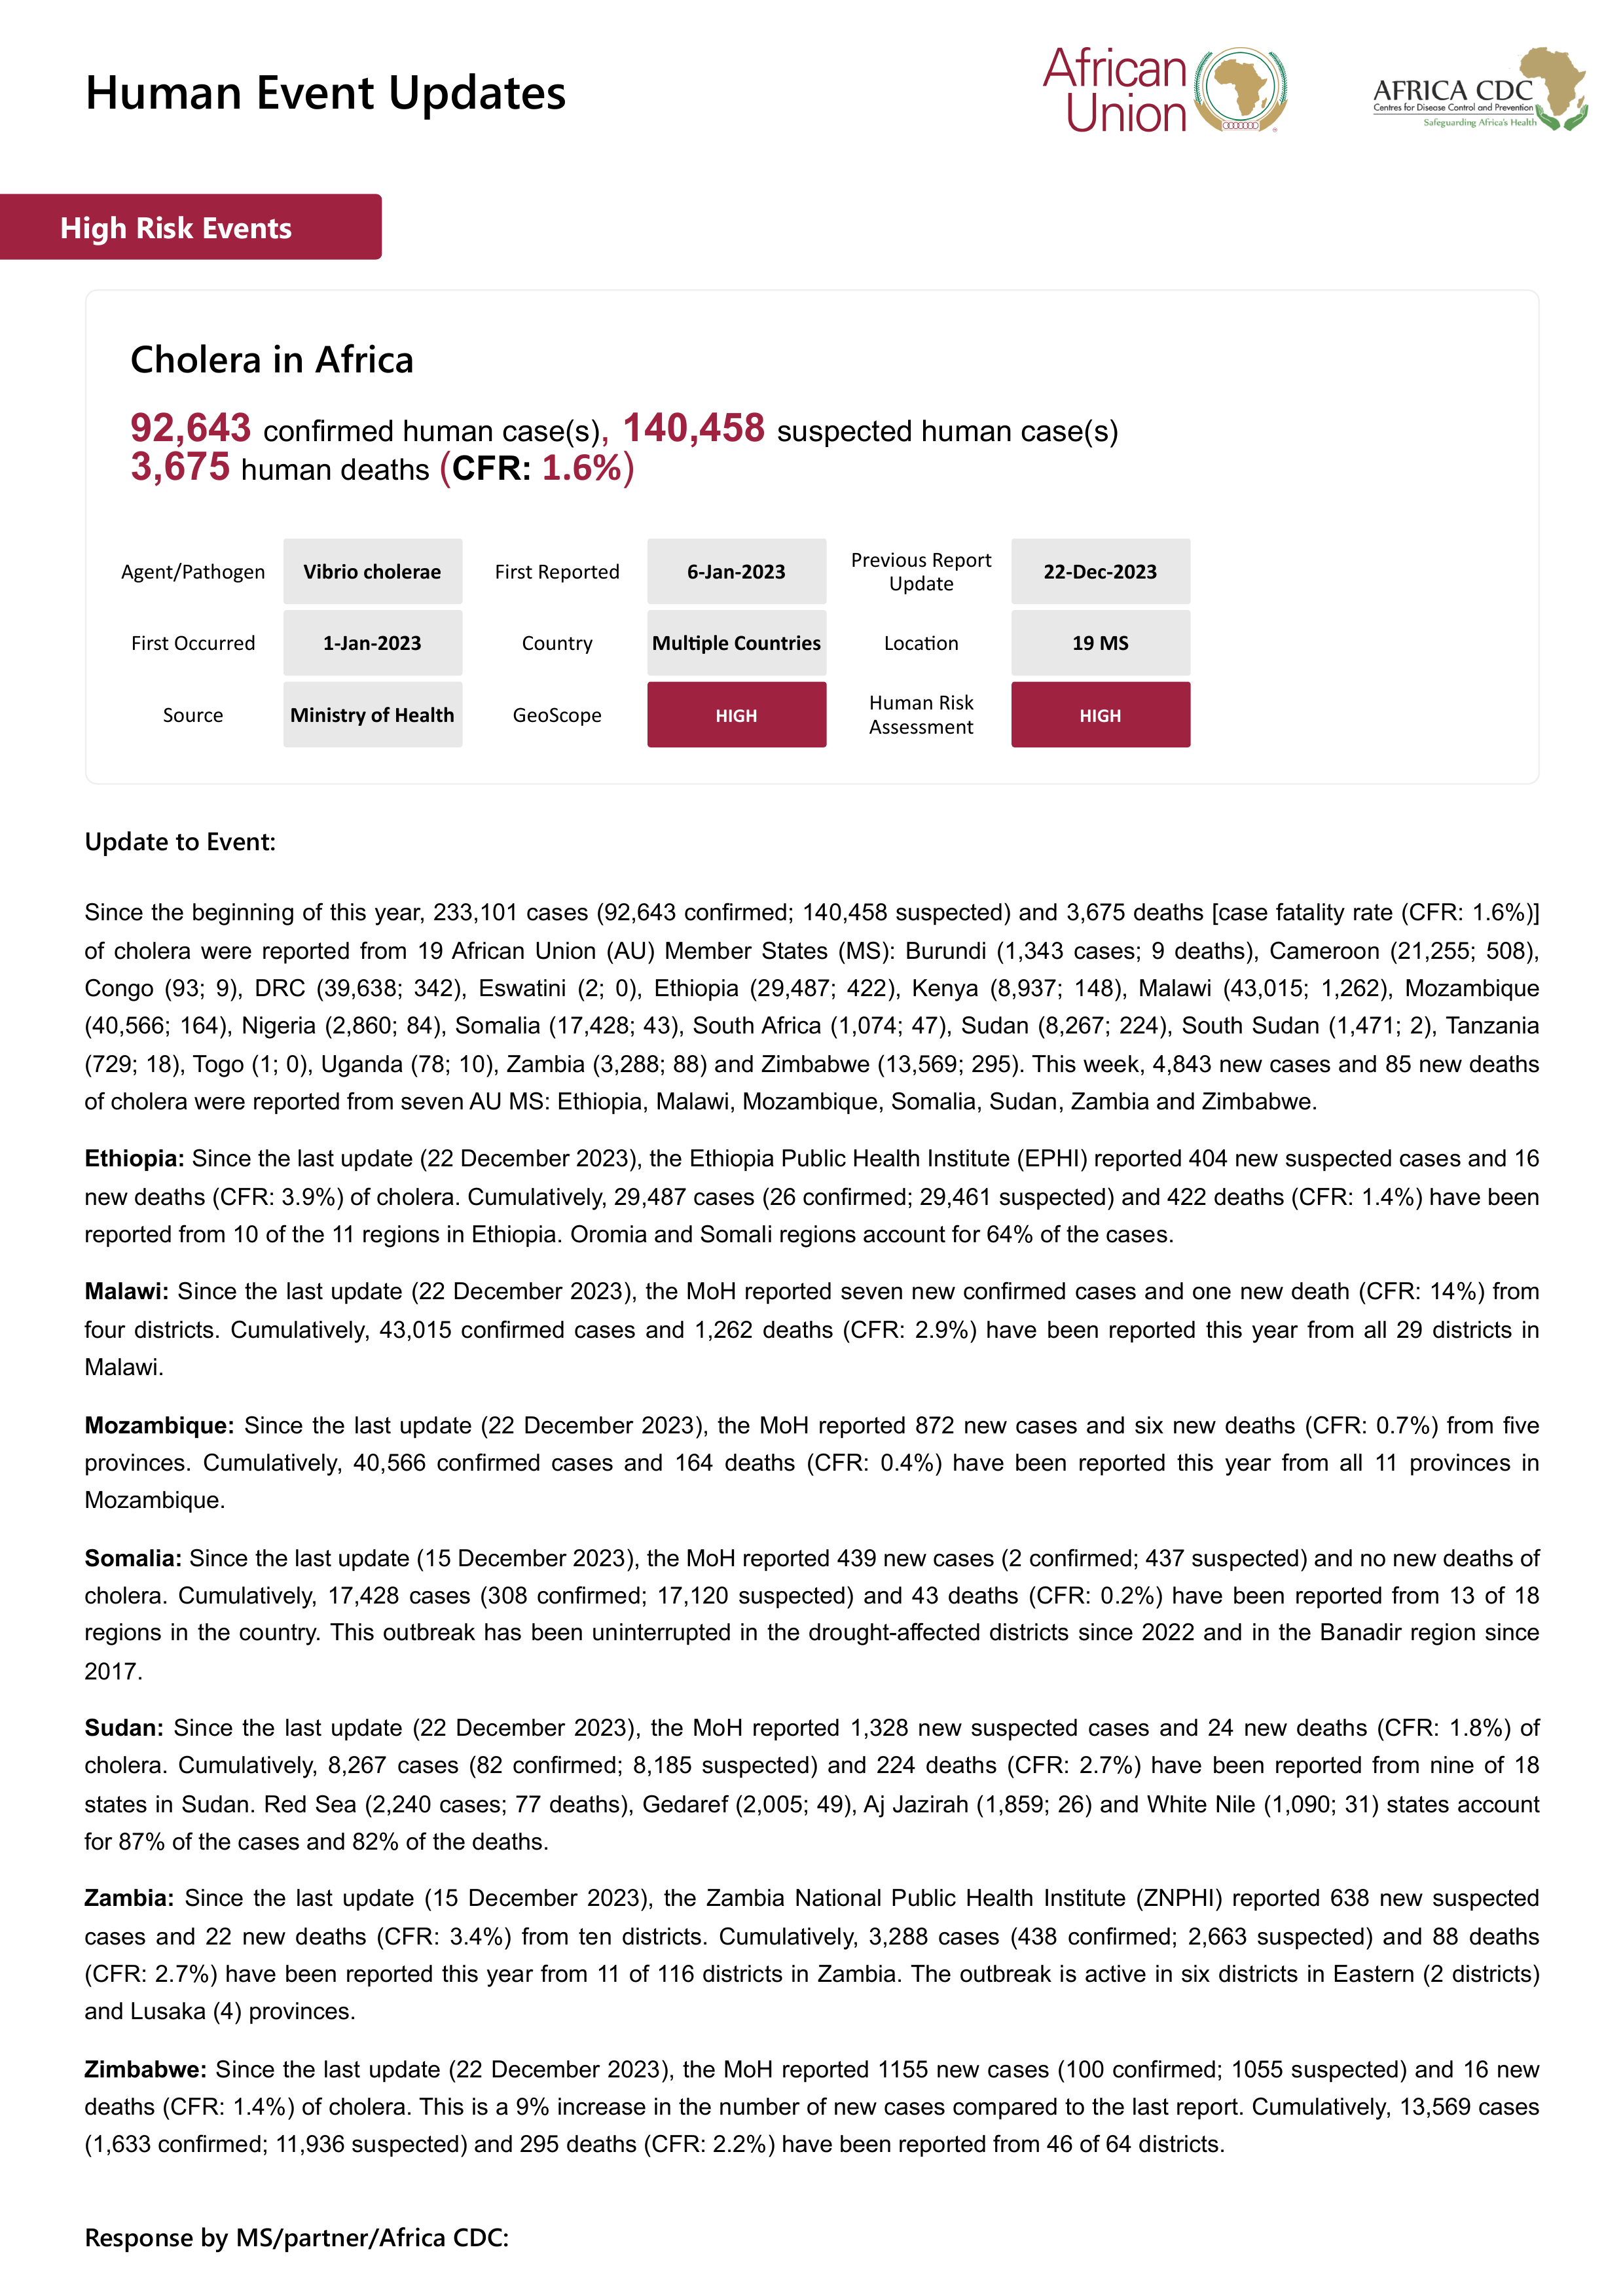 Human Event Updates
African
Union
AFRICA CDC
Centres for Disease Control and Prevention
Safeguarding Africa's Health
High Risk Events
Cholera in Africa
92,643 confirmed human case(s), 140,458 suspected human case(s)
3,675 human deaths (CFR: 1.6%)
Agent/Pathogen Vibrio cholerae First Reported 6-Jan-2023 Previous Report Update 22-Dec-2023
First Occurred 1-Jan-2023 Country Multiple Countries Location 19 MS
Source Ministry of Health GeoScope HIGH Human Risk Assessment HIGH
Update to Event:
Since the beginning of this year, 233,101 cases (92,643 confirmed; 140,458 suspected) and 3,675 deaths [case fatality rate (CFR: 1.6%)]
of cholera were reported from 19 African Union (AU) Member States (MS): Burundi (1,343 cases; 9 deaths), Cameroon (21,255; 508),
Congo (93; 9), DRC (39,638; 342), Eswatini (2; 0), Ethiopia (29,487; 422), Kenya (8,937; 148), Malawi (43,015; 1,262), Mozambique
(40,566; 164), Nigeria (2,860; 84), Somalia (17,428; 43), South Africa (1,074; 47), Sudan (8,267; 224), South Sudan (1,471; 2), Tanzania
(729; 18), Togo (1; 0), Uganda (78; 10), Zambia (3,288; 88) and Zimbabwe (13,569; 295). This week, 4,843 new cases and 85 new deaths
of cholera were reported from seven AU MS: Ethiopia, Malawi, Mozambique, Somalia, Sudan, Zambia and Zimbabwe.
Ethiopia: Since the last update (22 December 2023), the Ethiopia Public Health Institute (EPHI) reported 404 new suspected cases and 16
new deaths (CFR: 3.9%) of cholera. Cumulatively, 29,487 cases (26 confirmed; 29,461 suspected) and 422 deaths (CFR: 1.4%) have been
reported from 10 of the 11 regions in Ethiopia. Oromia and Somali regions account for 64% of the cases.
Malawi: Since the last update (22 December 2023), the MoH reported seven new confirmed cases and one new death (CFR: 14%) from
four districts. Cumulatively, 43,015 confirmed cases and 1,262 deaths (CFR: 2.9%) have been reported this year from all 29 districts in
Malawi.
Mozambique: Since the last update (22 December 2023), the MoH reported 872 new cases and six new deaths (CFR: 0.7%) from five
provinces. Cumulatively, 40,566 confirmed cases and 164 deaths (CFR: 0.4%) have been reported this year from all 11 provinces in
Mozambique.
Somalia: Since the last update (15 December 2023), the MoH reported 439 new cases (2 confirmed; 437 suspected) and no new deaths of
cholera. Cumulatively, 17,428 cases (308 confirmed; 17,120 suspected) and 43 deaths (CFR: 0.2%) have been reported from 13 of 18
regions in the country. This outbreak has been uninterrupted in the drought-affected districts since 2022 and in the Banadir region since
2017.
Sudan: Since the last update (22 December 2023), the MoH reported 1,328 new suspected cases and 24 new deaths (CFR: 1.8%) of
cholera. Cumulatively, 8,267 cases (82 confirmed; 8,185 suspected) and 224 deaths (CFR: 2.7%) have been reported from nine of 18
states in Sudan. Red Sea (2,240 cases; 77 deaths), Gedaref (2,005; 49), Aj Jazirah (1,859; 26) and White Nile (1,090; 31) states account
for 87% of the cases and 82% of the deaths.
Zambia: Since the last update (15 December 2023), the Zambia National Public Health Institute (ZNPHI) reported 638 new suspected
cases and 22 new deaths (CFR: 3.4%) from ten districts. Cumulatively, 3,288 cases (438 confirmed; 2,663 suspected) and 88 deaths
(CFR: 2.7%) have been reported this year from 11 of 116 districts in Zambia. The outbreak is active in six districts in Eastern (2 districts)
and Lusaka (4) provinces.
Zimbabwe: Since the last update (22 December 2023), the MoH reported 1155 new cases (100 confirmed; 1055 suspected) and 16 new
deaths (CFR: 1.4%) of cholera. This is a 9% increase in the number of new cases compared to the last report. Cumulatively, 13,569 cases
(1,633 confirmed; 11,936 suspected) and 295 deaths (CFR: 2.2%) have been reported from 46 of 64 districts.
Response by MS/partner/Africa CDC: